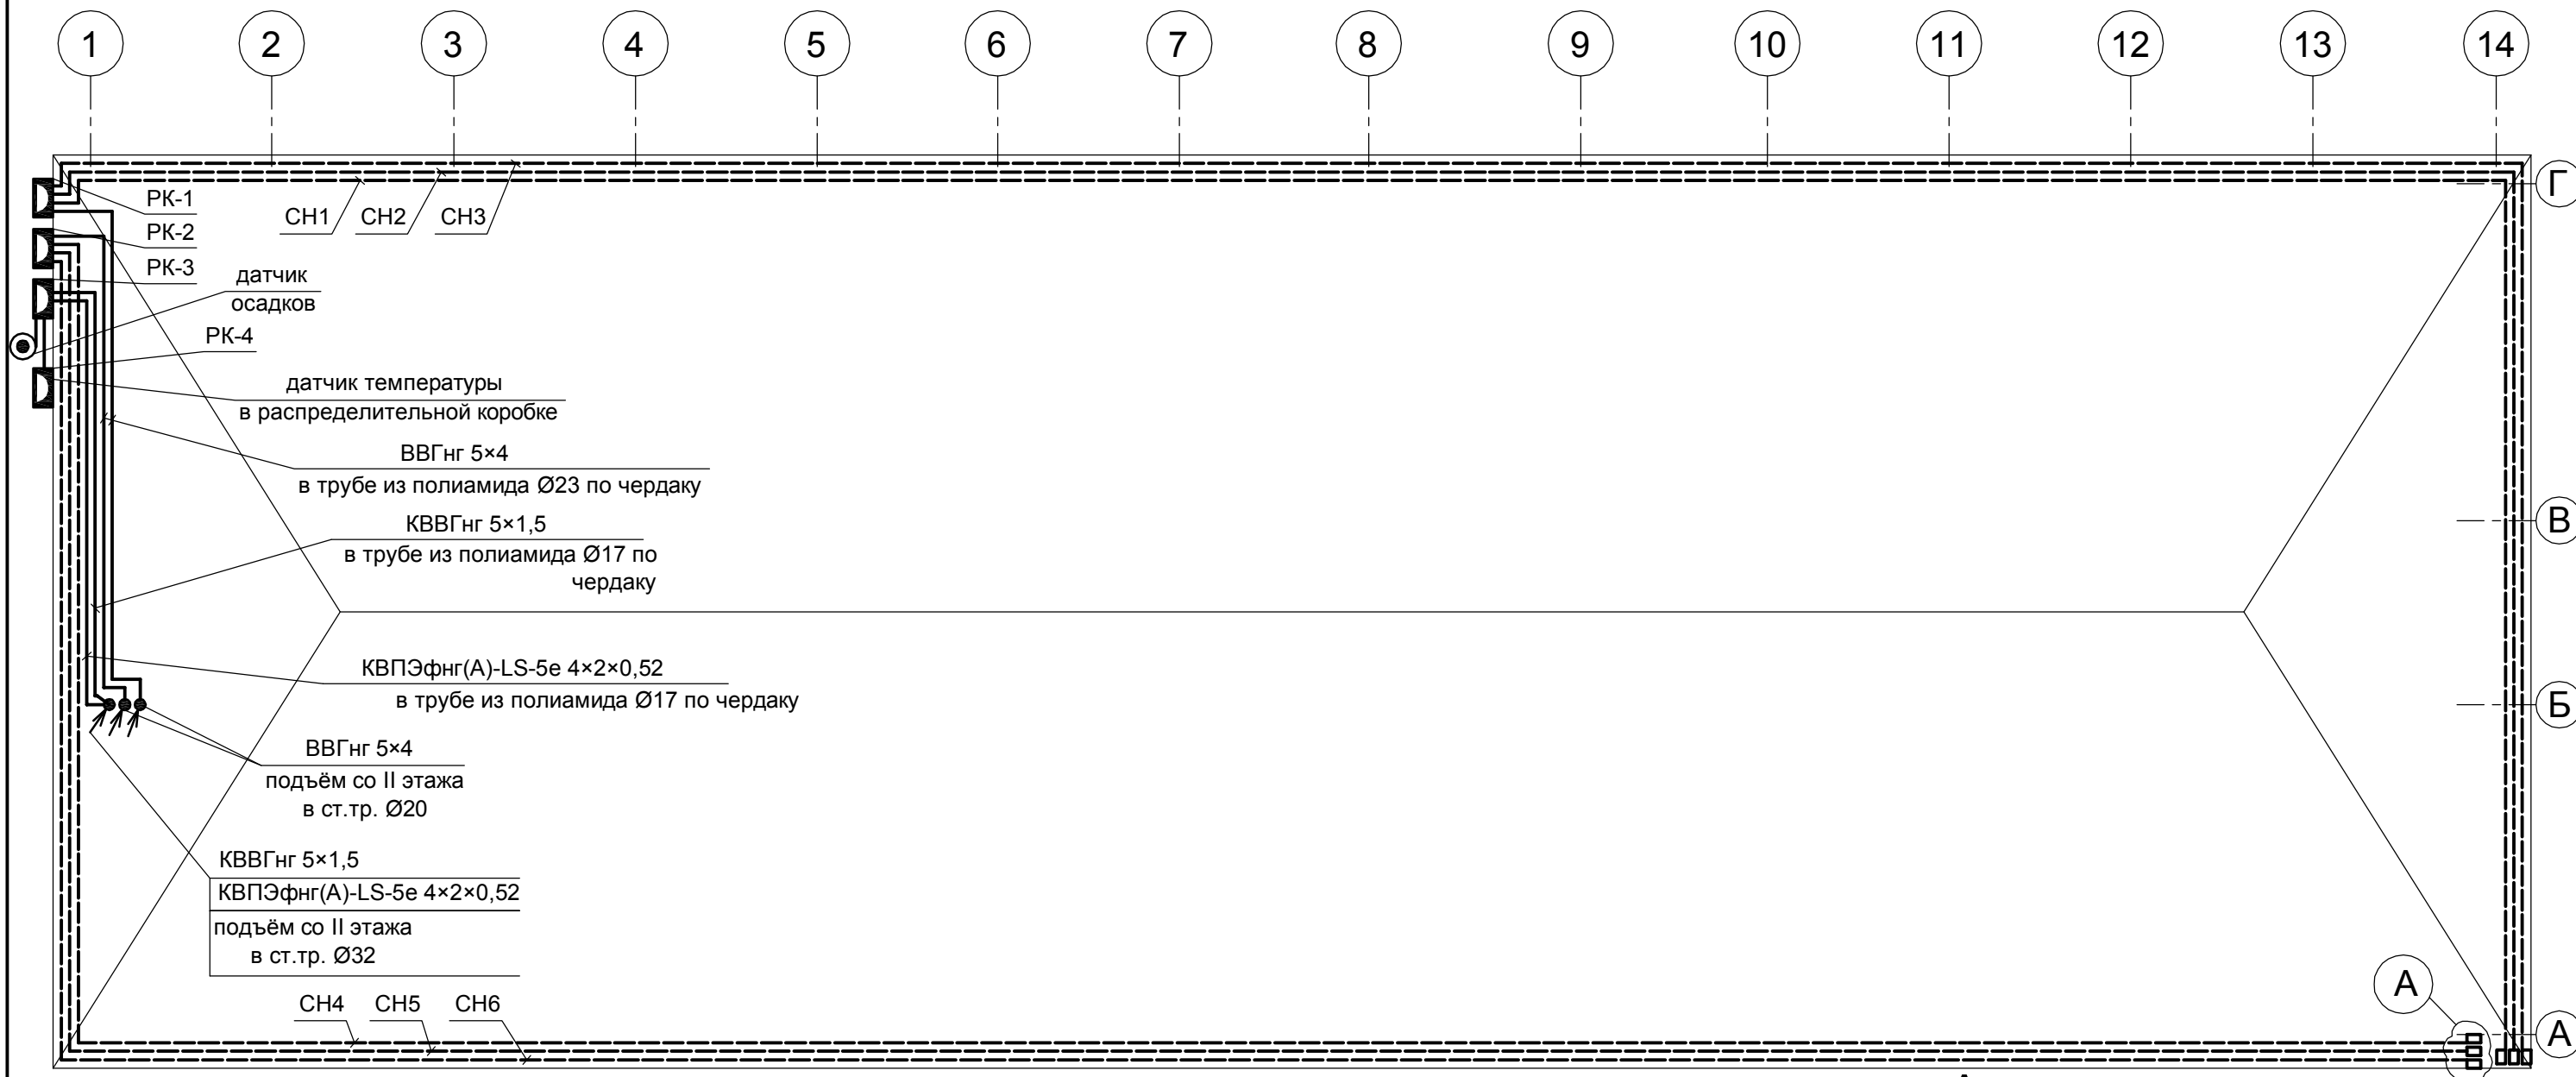 1 2 3 4 5 6 7 8 9 10 11 12 13 14
РК-1
РК-2
РК-3
СН1 СН2 СН3
Г
датчик
осадков
РК-4
датчик температуры
в распределительной коробке
ВВГнг 5×4
в трубе из полиамида Ø23 по чердаку
КВВГнг 5×1,5
в трубе из полиамида Ø17 по
чердаку
В
КВПЭфнг(А)-LS-5е 4×2×0,52
в трубе из полиамида Ø17 по чердаку
Б
ВВГнг 5×4
подъём со II этажа
в ст.тр. Ø20
КВВГнг 5×1,5
КВПЭфнг(А)-LS-5е 4×2×0,52
подъём со II этажа
в ст.тр. Ø32
СН4 СН5 СН6
А
А